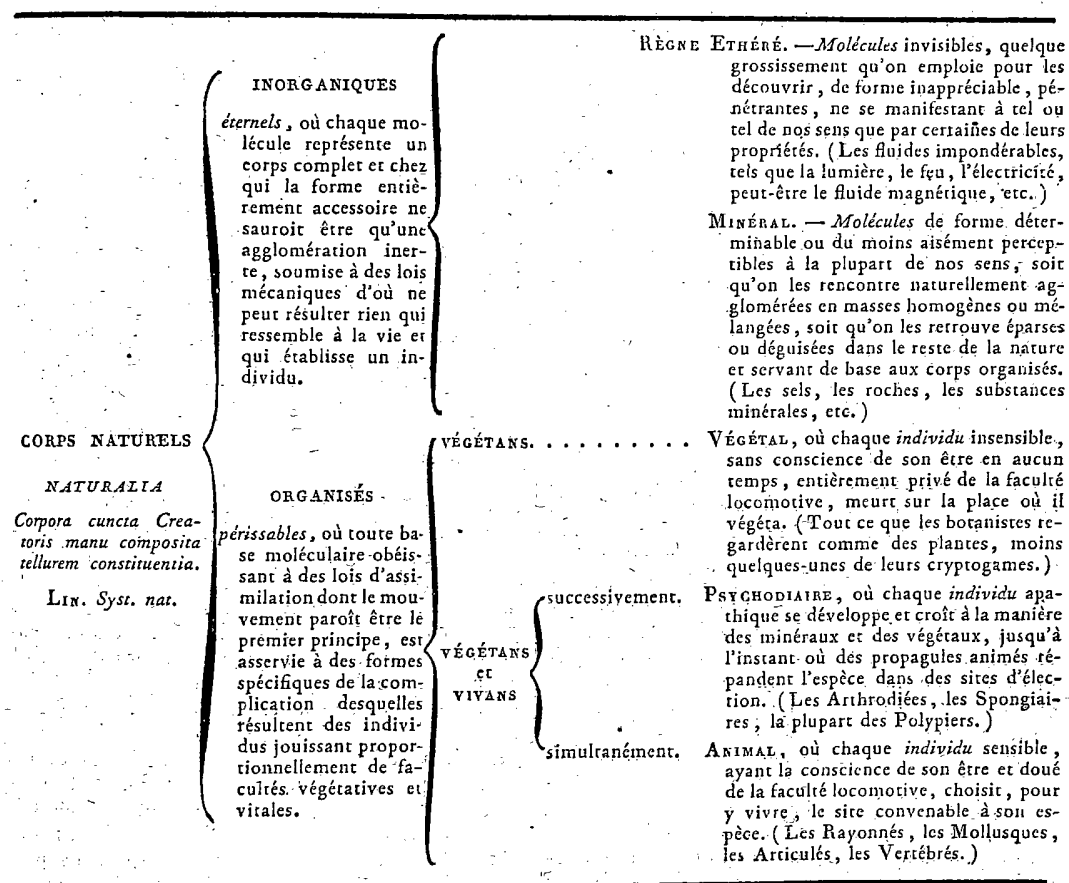 CORPS NATURELS
NATURALIA
Corpora cuncta Crea-
toris manu composita
tellurem constituentia.
LIN. Syst. nat.
INORGANIQUES
éternels, où chaque mo-
lécule représente un
corps complet et chez
qui la forme entiè-
rement accessoire ne
sauroit être qu'une
agglomération iner-
te, soumise à des lois
mécaniques d'où ne
peut résulter rien qui
ressemble à la vie et
qui établisse un in-
dividu.
RÈGNE ETHÉRÉ. — Molécules invisibles, quelque
grossissement qu'on emploie pour les
découvrir, de forme inappréciable, pé-
nétrantes, ne se manifestant à tel ou
tel de nos sens que par certaines de leurs
propriétés. (Les fluides impondérables,
tels que la lumière, le feu, l'électricité,
peut-être le fluide magnétique, etc.)
MINÉRAL. — Molécules de forme déter-
minable ou du moins aisément percep-
tibles à la plupart de nos sens, soit
qu'on les rencontre naturellement ag-
glomérées en masses homogènes ou mé-
langées, soit qu'on les retrouve éparses
ou déguisées dans le reste de la nature
et servant de base aux corps organisés.
(Les sels, les roches, les substances
minérales, etc.)
ORGANISÉS
périssables, où toute ba-
se moléculaire obéis-
sant à des lois d'assi-
milation dont le mou-
vement paroît être le
premier principe, est
asservie à des formes
spécifiques de la com-
plication desquelles
résultent des indivi-
dus jouissant propor-
tionnellement de fa-
cultés végétatives et
vitales.
VÉGÉTANS. . . . . . . . . . VÉGÉTAL, où chaque individu insensible,
sans conscience de son être en aucun
temps, entièrement privé de la faculté
locomotive, meurt sur la place où il
végéta. (Tout ce que les botanistes re-
gardèrent comme des plantes, moins
quelques-unes de leurs cryptogames.)
VÉGÉTANS
et
VIVANS
successivement. PSYCHODIAIRE, où chaque individu apa-
thique se développe et croît à la manière
des minéraux et des végétaux, jusqu'à
l'instant où des propagules animés ré-
pandent l'espèce dans des sites d'élec-
tion. (Les Arthrodiées, les Spongiai-
res, la plupart des Polypiers.)
simultanément. ANIMAL, où chaque individu sensible,
ayant la conscience de son être et doué
de la faculté locomotive, choisit, pour
y vivre, le site convenable à son es-
pèce. (Les Rayonnés, les Mollusques,
les Articulés, les Vertébrés.)